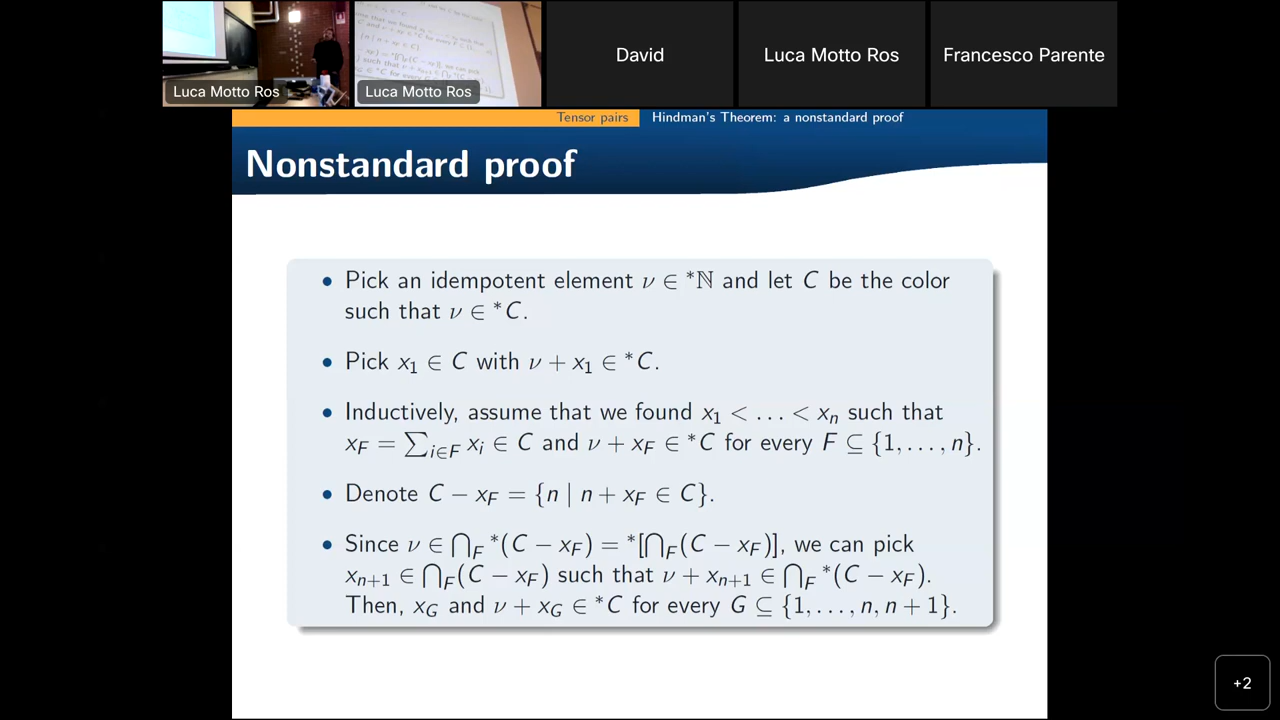 Luca Motto Ros
Luca Motto Ros
David
Luca Motto Ros
Francesco Parente
Tensor pairs
Hindman's Theorem: a nonstandard proof
Nonstandard proof
• Pick an idempotent element ν ∈ *ℕ and let C be the color
such that ν ∈ *C.
• Pick x₁ ∈ C with ν + x₁ ∈ *C.
• Inductively, assume that we found x₁ < … < xₙ such that
x_F = ∑_{i∈F} x_i ∈ C and ν + x_F ∈ *C for every F ⊆ {1, …, n}.
• Denote C − x_F = {n | n + x_F ∈ C}.
• Since ν ∈ ⋂_F *(C − x_F) = *[⋂_F(C − x_F)], we can pick
x_{n+1} ∈ ⋂_F(C − x_F) such that ν + x_{n+1} ∈ ⋂_F *(C − x_F).
Then, x_G and ν + x_G ∈ *C for every G ⊆ {1, …, n, n + 1}.
+2